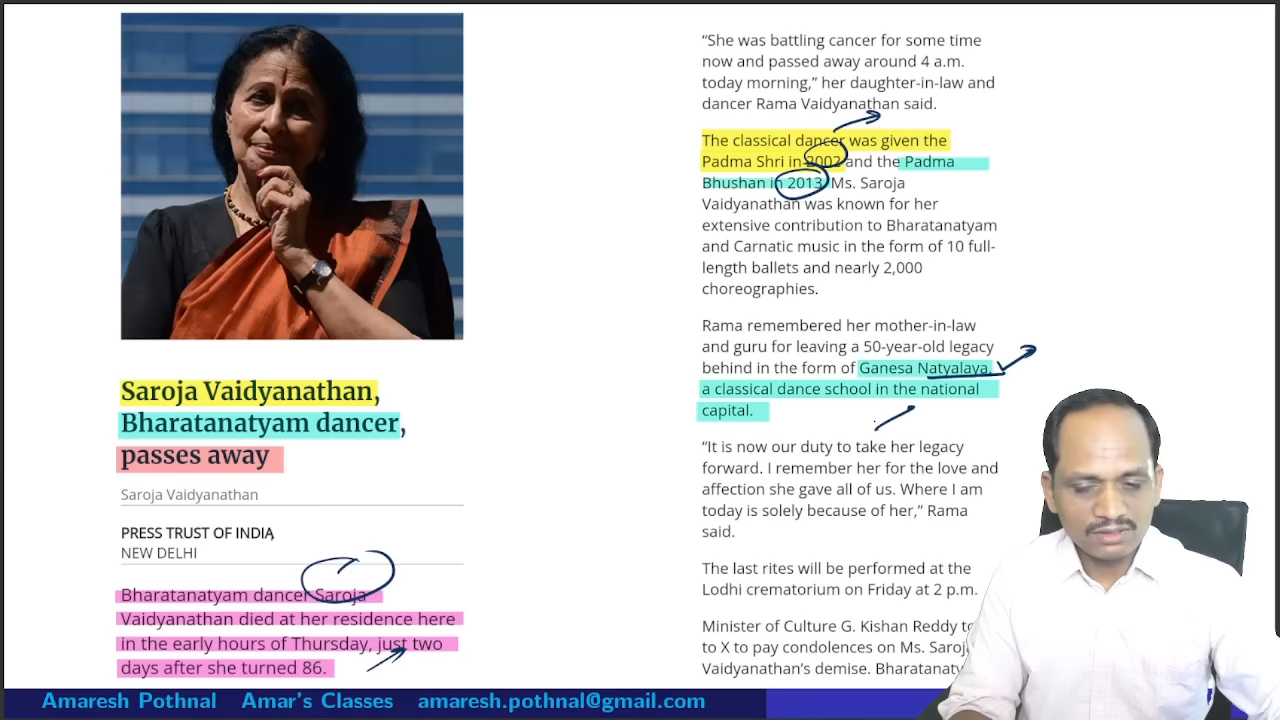 Saroja Vaidyanathan,
Bharatanatyam dancer,
passes away
Saroja Vaidyanathan
PRESS TRUST OF INDIA
NEW DELHI
Bharatanatyam dancer Saroja
Vaidyanathan died at her residence here
in the early hours of Thursday, just two
days after she turned 86.
“She was battling cancer for some time
now and passed away around 4 a.m.
today morning,” her daughter-in-law and
dancer Rama Vaidyanathan said.
The classical dancer was given the
Padma Shri in 2002 and the Padma
Bhushan in 2013. Ms. Saroja
Vaidyanathan was known for her
extensive contribution to Bharatanatyam
and Carnatic music in the form of 10 full-
length ballets and nearly 2,000
choreographies.
Rama remembered her mother-in-law
and guru for leaving a 50-year-old legacy
behind in the form of Ganesa Natyalaya,
a classical dance school in the national
capital.
“It is now our duty to take her legacy
forward. I remember her for the love and
affection she gave all of us. Where I am
today is solely because of her,” Rama
said.
The last rites will be performed at the
Lodhi crematorium on Friday at 2 p.m.
Minister of Culture G. Kishan Reddy
to X to pay condolences on Ms.
Vaidyanathan’s demise.
Amaresh Pothnal Amar's Classes amaresh.pothnal@gmail.com